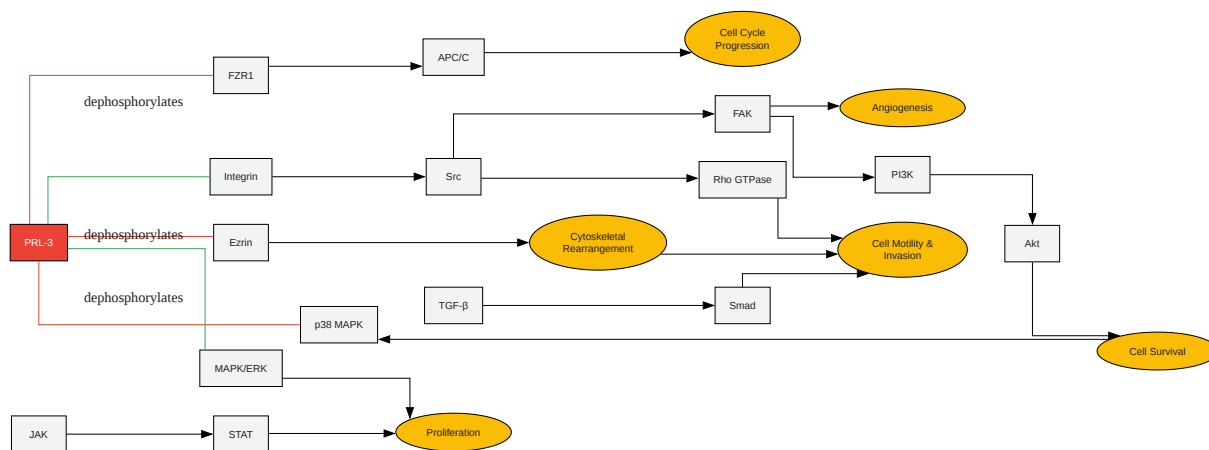 Cell Cycle
Progression
APC/C
FZR1
dephosphorylates
FAK
Angiogenesis
Integrin
Src
Rho GTPase
PI3K
PRL-3
dephosphorylates
Ezrin
Cytoskeletal
Rearrangement
Cell Motility &
Invasion
Akt
dephosphorylates
TGF-β
Smad
p38 MAPK
Cell Survival
MAPK/ERK
JAK
STAT
Proliferation